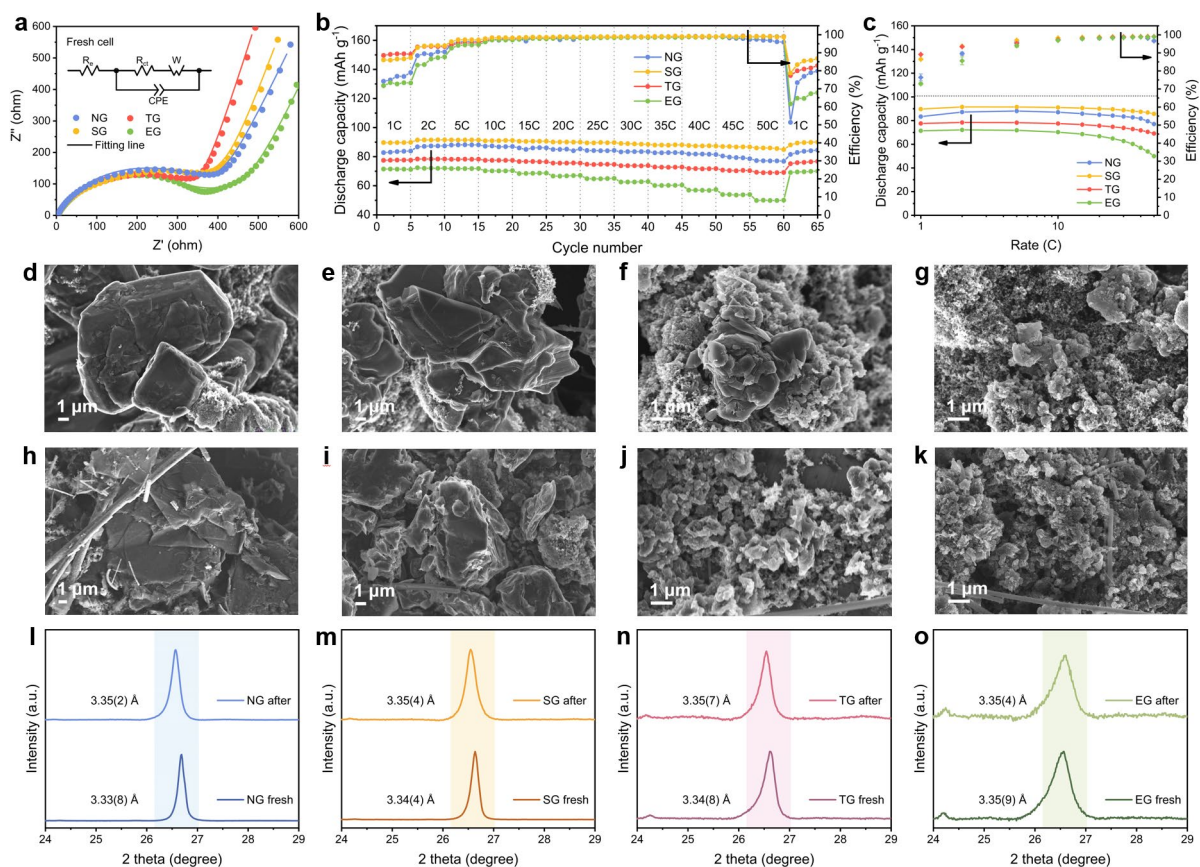 a
Fresh cell
Re
Rct
W
CPE
NG
TG
SG
EG
Fitting line
Z'' (ohm)
600
500
400
300
200
100
0
0 100 200 300 400 500 600
Z' (ohm)
b
Discharge capacity (mAh g⁻¹)
160
140
120
100
80
60
40
NG
SG
TG
EG
1C 2C 5C 10C 15C 20C 25C 30C 35C 40C 45C 50C 1C
100
90
80
70
60
50
40
30
20
10
0
Efficiency (%)
0 5 10 15 20 25 30 35 40 45 50 55 60 65
Cycle number
c
Discharge capacity (mAh g⁻¹)
160
140
120
100
80
60
40
20
0
NG
SG
TG
EG
100
90
80
70
60
50
40
30
20
10
0
Efficiency (%)
1 10
Rate (C)
d
1 µm
e
1 µm
f
1 µm
g
1 µm
h
1 µm
i
1 µm
j
1 µm
k
1 µm
l
Intensity (a.u.)
3.35(2) Å
NG after
3.33(8) Å
NG fresh
24 25 26 27 28 29
2 theta (degree)
m
Intensity (a.u.)
3.35(4) Å
SG after
3.34(4) Å
SG fresh
24 25 26 27 28 29
2 theta (degree)
n
Intensity (a.u.)
3.35(7) Å
TG after
3.34(8) Å
TG fresh
24 25 26 27 28 29
2 theta (degree)
o
Intensity (a.u.)
3.35(4) Å
EG after
3.35(9) Å
EG fresh
24 25 26 27 28 29
2 theta (degree)